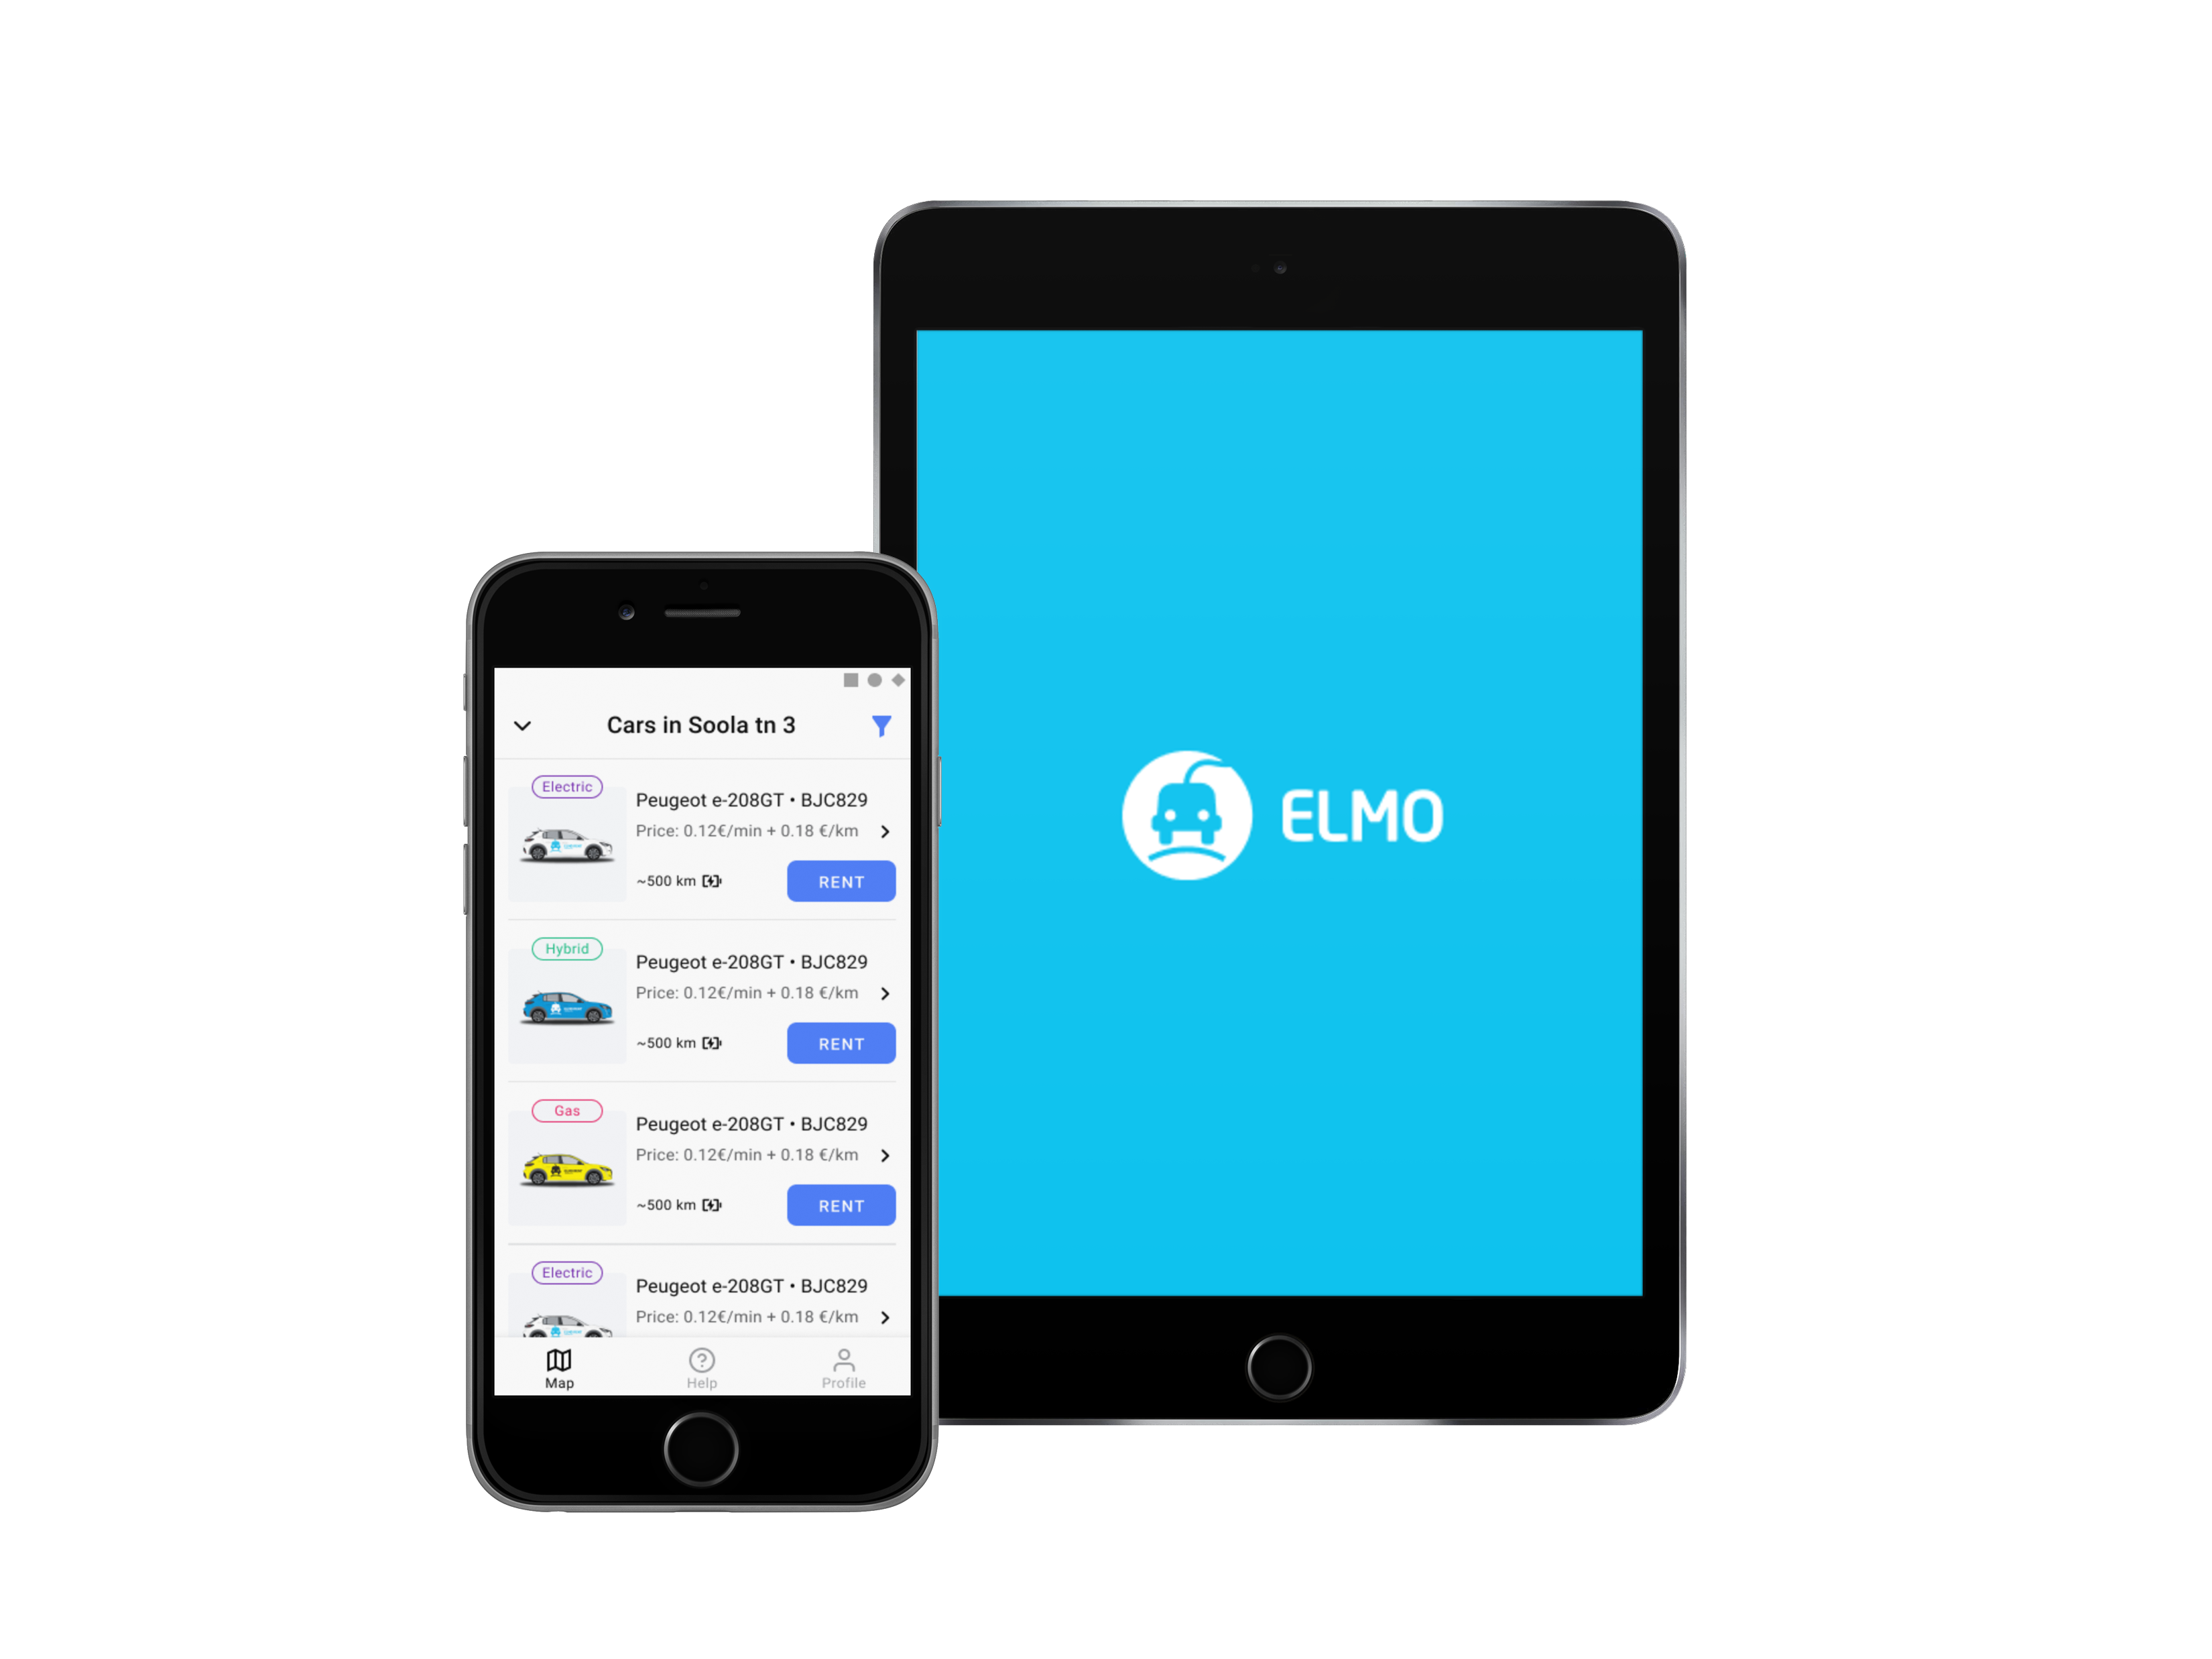 Cars in Soola tn 3
Electric
Peugeot e-208GT • BJC829
Price: 0.12€/min + 0.18 €/km
~500 km
RENT
Hybrid
Peugeot e-208GT • BJC829
Price: 0.12€/min + 0.18 €/km
~500 km
RENT
Gas
Peugeot e-208GT • BJC829
Price: 0.12€/min + 0.18 €/km
~500 km
RENT
Electric
Peugeot e-208GT • BJC829
Price: 0.12€/min + 0.18 €/km
Map
Help
Profile
ELMO